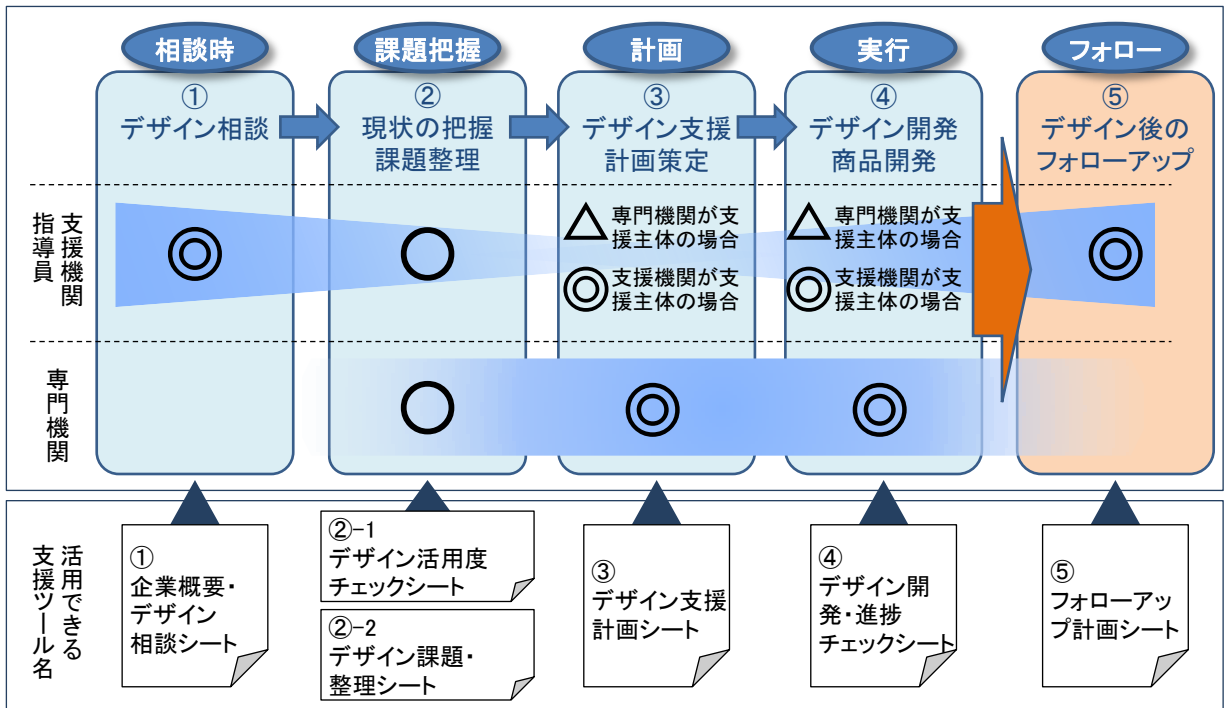 相談時
課題把握
計画
実行
フォロー
①
デザイン相談
②
現状の把握
課題整理
③
デザイン支援
計画策定
④
デザイン開発
商品開発
⑤
デザイン後の
フォローアップ
支援機関
指導員
◎
○
△
専門機関が支
援主体の場合
◎
支援機関が支
援主体の場合
△
専門機関が支
援主体の場合
◎
支援機関が支
援主体の場合
◎
専門機関
○
◎
◎
活用できる
支援ツール名
①
企業概要・
デザイン
相談シート
②-1
デザイン活用度
チェックシート
②-2
デザイン課題・
整理シート
③
デザイン支援
計画シート
④
デザイン開
発・進捗
チェックシート
⑤
フォローアッ
プ計画シート